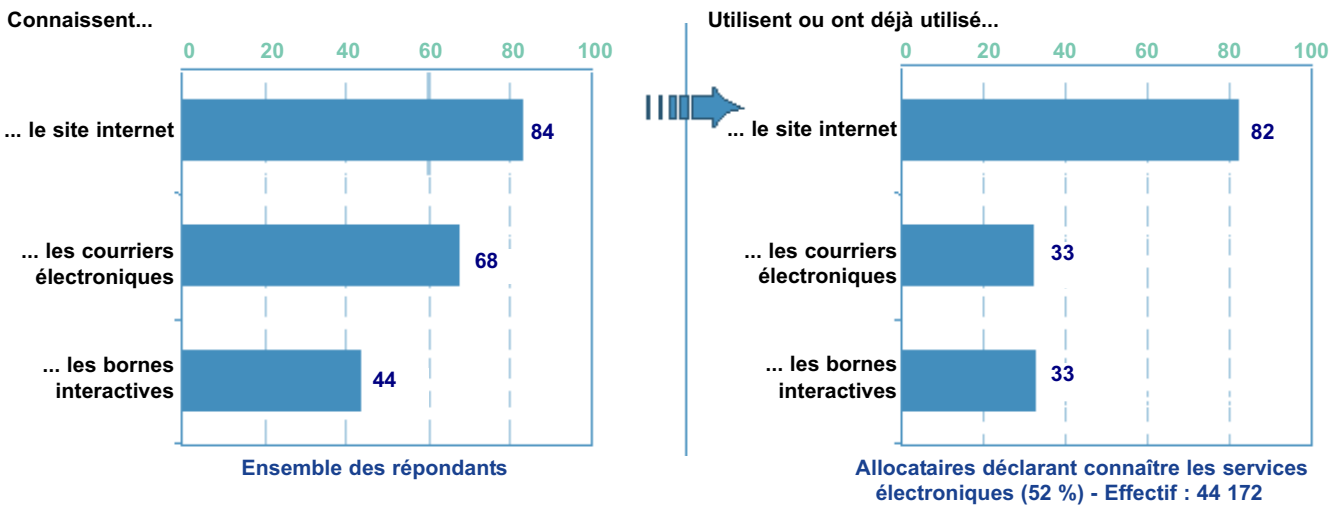 Connaissent...
0 20 40 60 80 100
... le site internet
84
... les courriers
électroniques
68
... les bornes
interactives
44
Ensemble des répondants
Utilisent ou ont déjà utilisé...
0 20 40 60 80 100
... le site internet
82
... les courriers
électroniques
33
... les bornes
interactives
33
Allocataires déclarant connaître les services
électroniques (52 %) - Effectif : 44 172